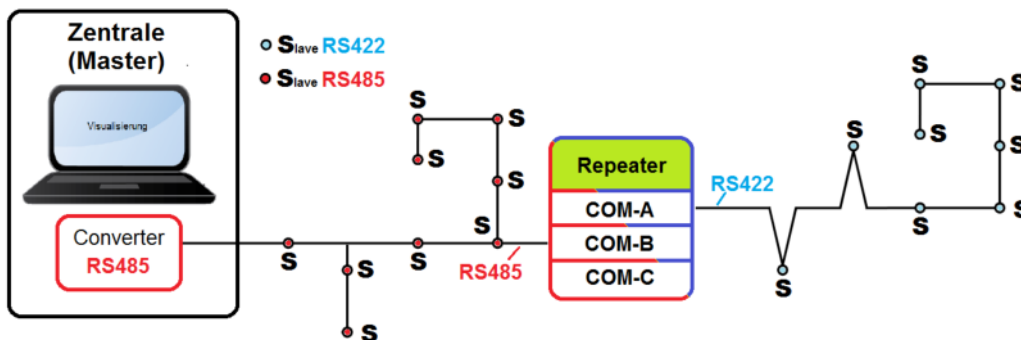 Zentrale
(Master)
Visualisierung
Converter
RS485
Slave RS422
Slave RS485
S
S
S
S
S
S
S
S
S
RS485
Repeater
COM-A
COM-B
COM-C
RS422
S
S
S
S
S
S
S
S